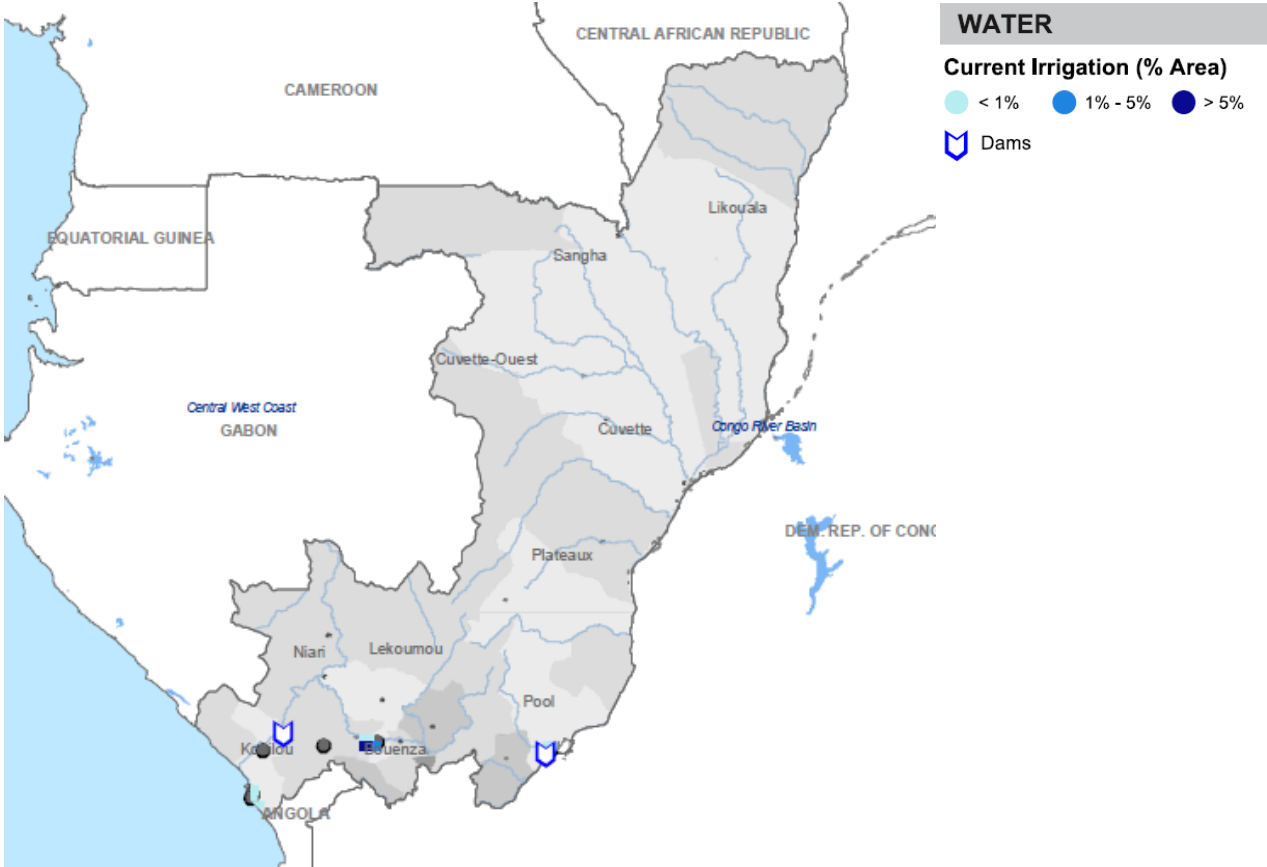 WATER
Current Irrigation (% Area)
< 1%
1% - 5%
> 5%
Dams
CENTRAL AFRICAN REPUBLIC
CAMEROON
Likouala
EQUATORIAL GUINEA
Sangha
Cuvette-Ouest
Central West Coast
GABON
Cuvette
Congo River Basin
DEM. REP. OF CONG
Plateaux
Niari
Lekoumou
Pool
Kouilou
Bouenza
ANGOLA